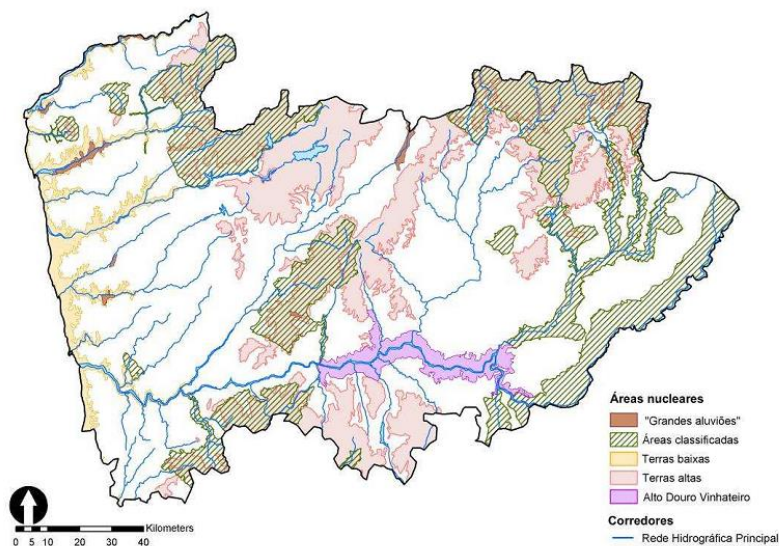 Áreas nucleares
"Grandes aluviões"
Áreas classificadas
Terras baixas
Terras altas
Alto Douro Vinhateiro
Corredores
Rede Hidrográfica Principal
Kilometers
0 5 10 20 30 40